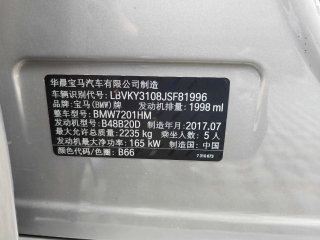 华晨宝马汽车有限公司制造
车辆识别代号: LBVKY3108JSF81996
品牌: 宝马(BMW)牌 发动机排量: 1998 ml
整车型号: BMW7201HM
发动机型号: B48B20D 制造年月: 2017.07
最大允许总质量: 2235 kg 乘坐人数: 5人
发动机最大净功率: 165 kW 制造国: 中国
颜色代码/色圈: B66